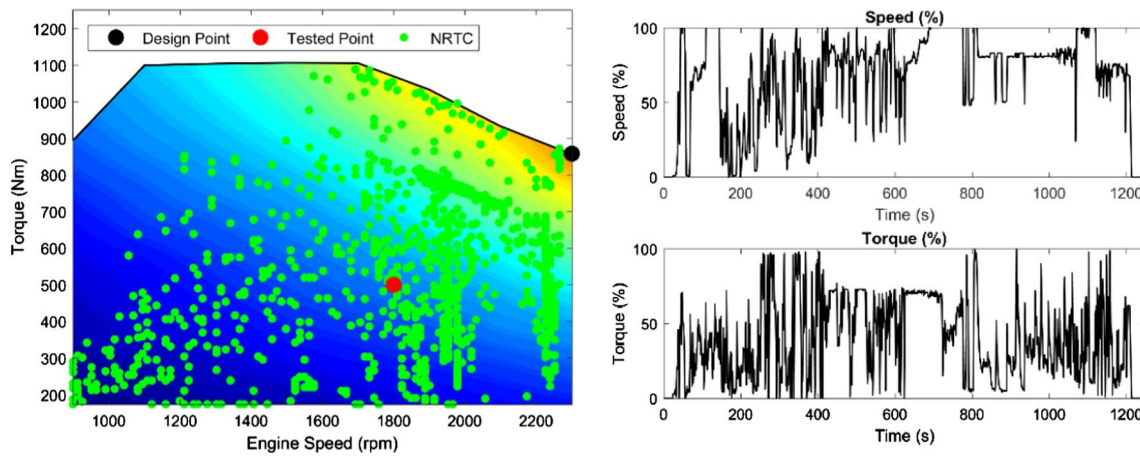 1200
1100
1000
900
800
700
600
500
400
300
200
Torque (Nm)
Design Point Tested Point NRTC
1000 1200 1400 1600 1800 2000 2200
Engine Speed (rpm)
Speed (%)
100
50
0
Speed (%)
0 200 400 600 800 1000 1200
Time (s)
Torque (%)
100
50
0
Torque (%)
0 200 400 600 800 1000 1200
Time (s)